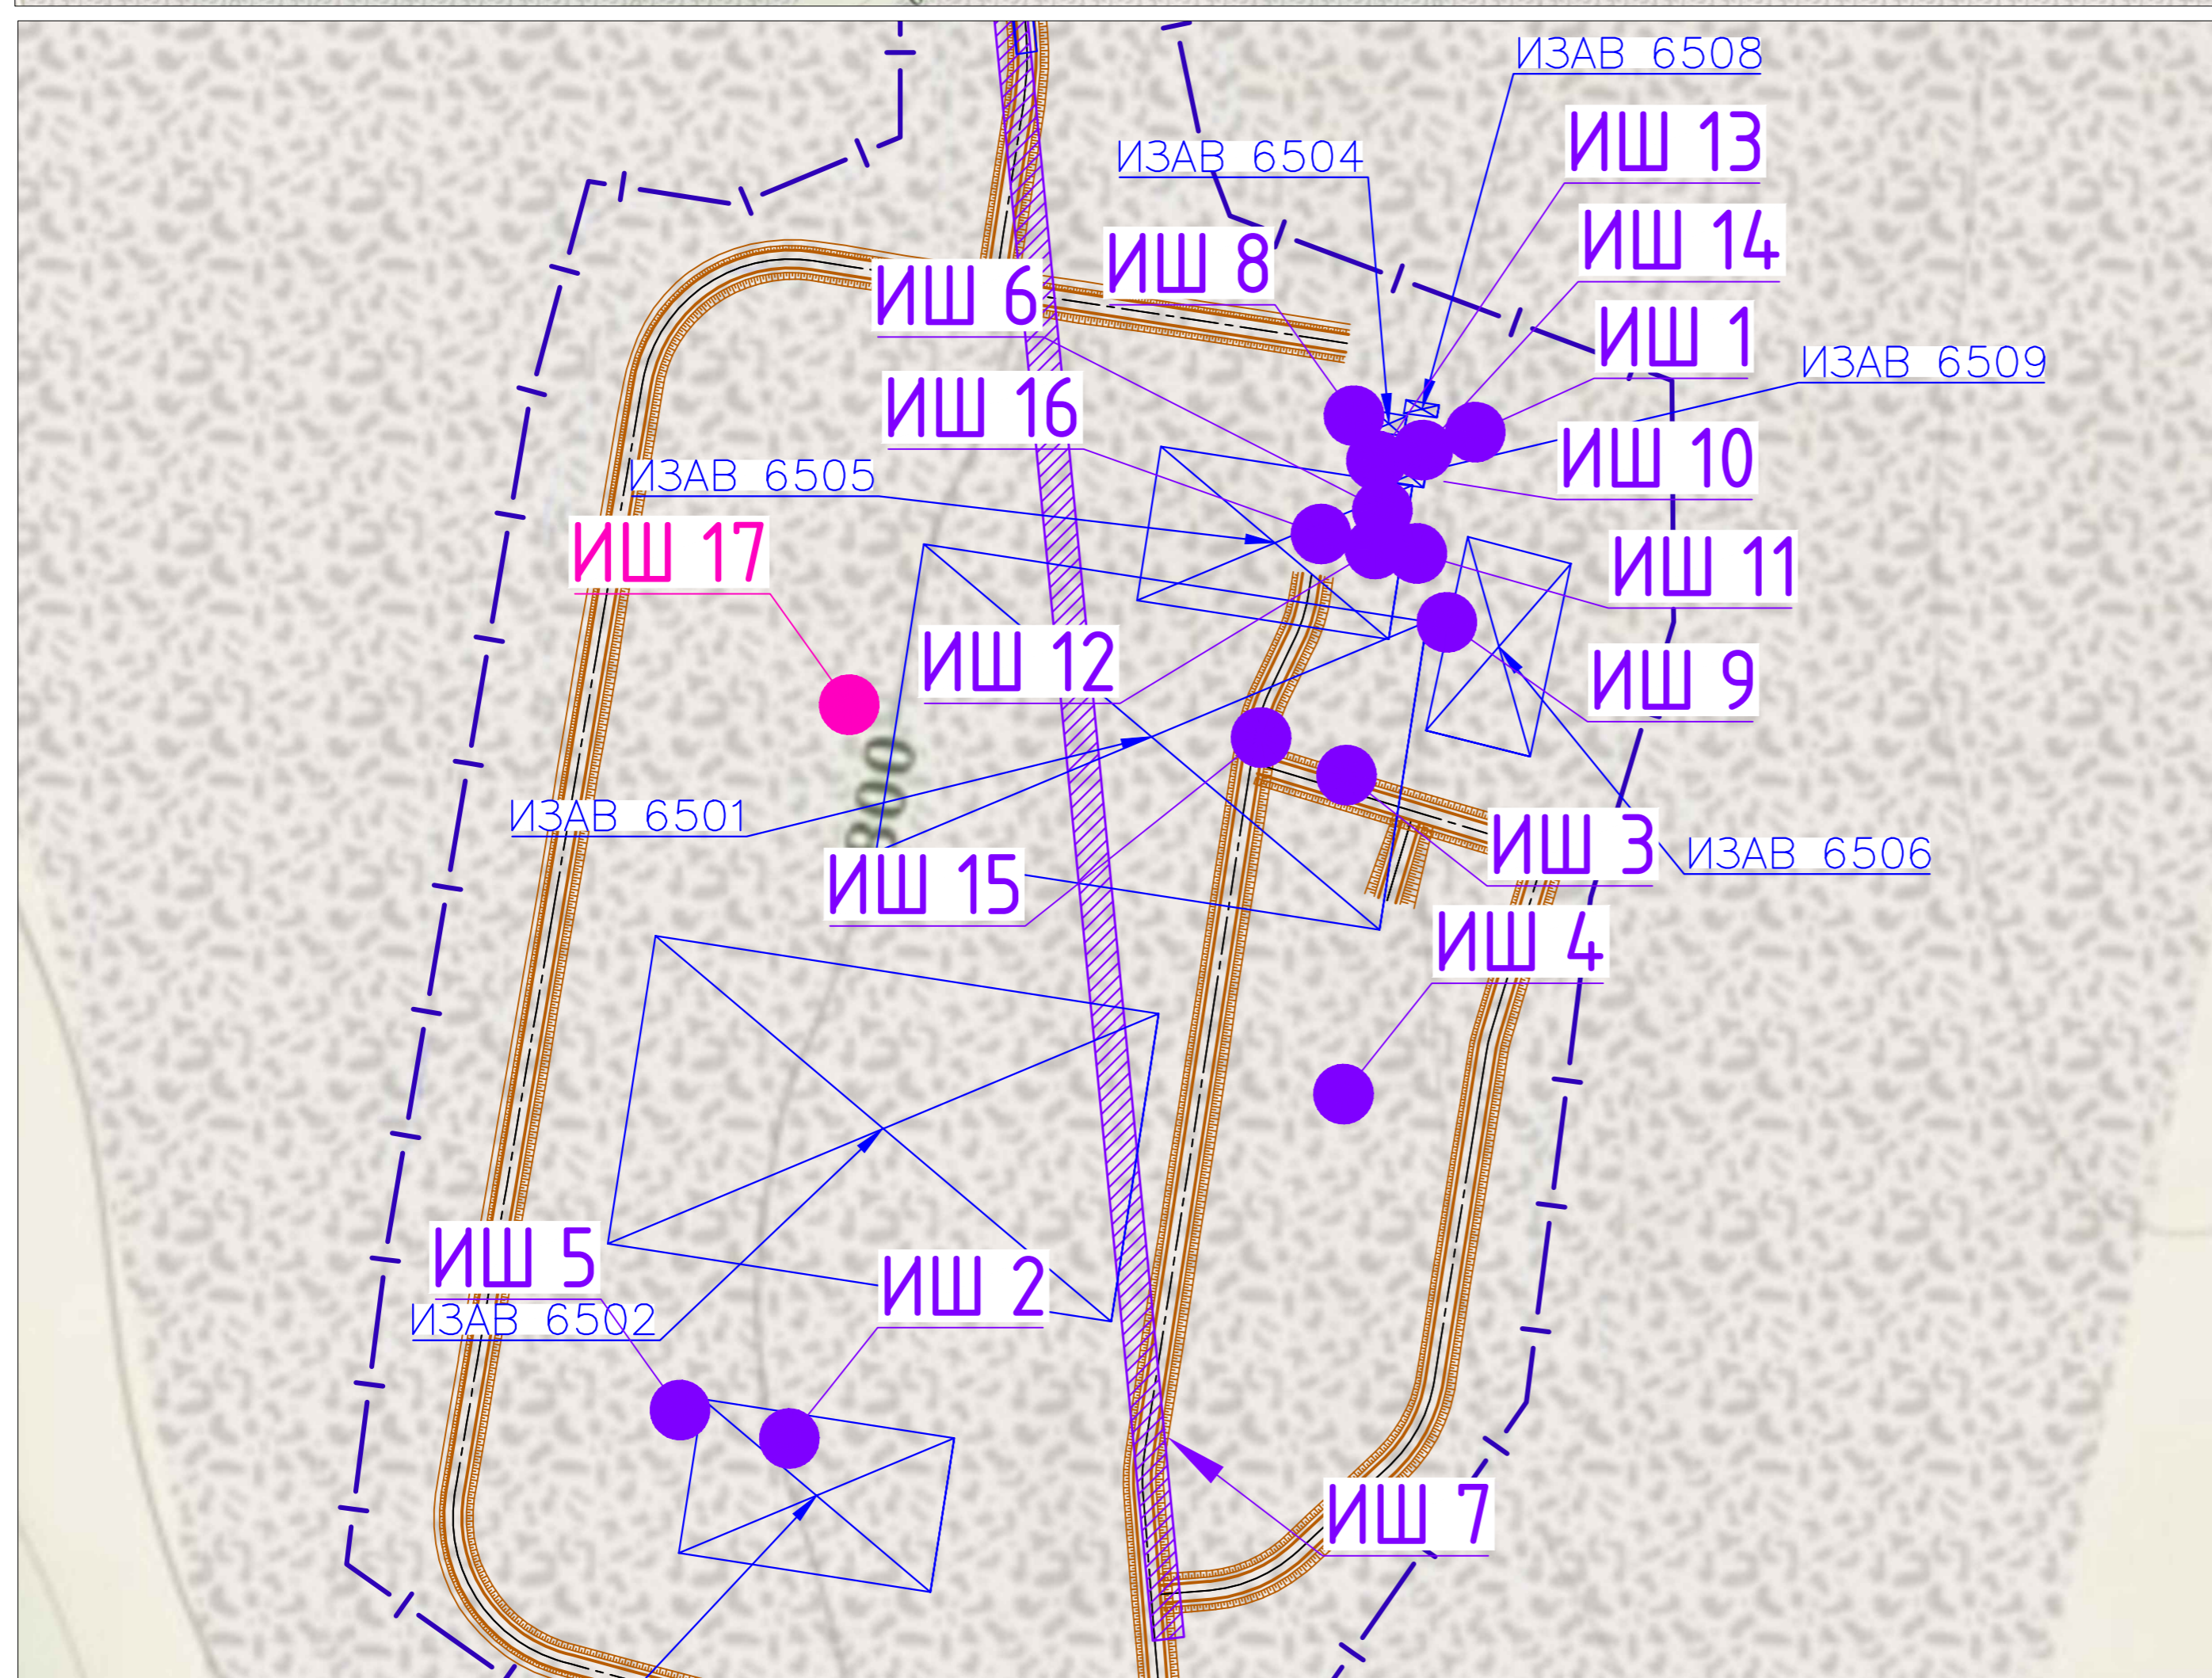 ИЗАВ 6508
ИШ 13
ИЗАВ 6504
ИШ 14
ИШ 8
ИШ 6
ИШ 1
ИЗАВ 6509
ИШ 16
ИШ 10
ИЗАВ 6505
ИШ 17
ИШ 11
ИШ 12
ИШ 9
300
ИЗАВ 6501
ИШ 3
ИЗАВ 6506
ИШ 15
ИШ 4
ИШ 5
ИШ 2
ИЗАВ 6502
ИШ 7